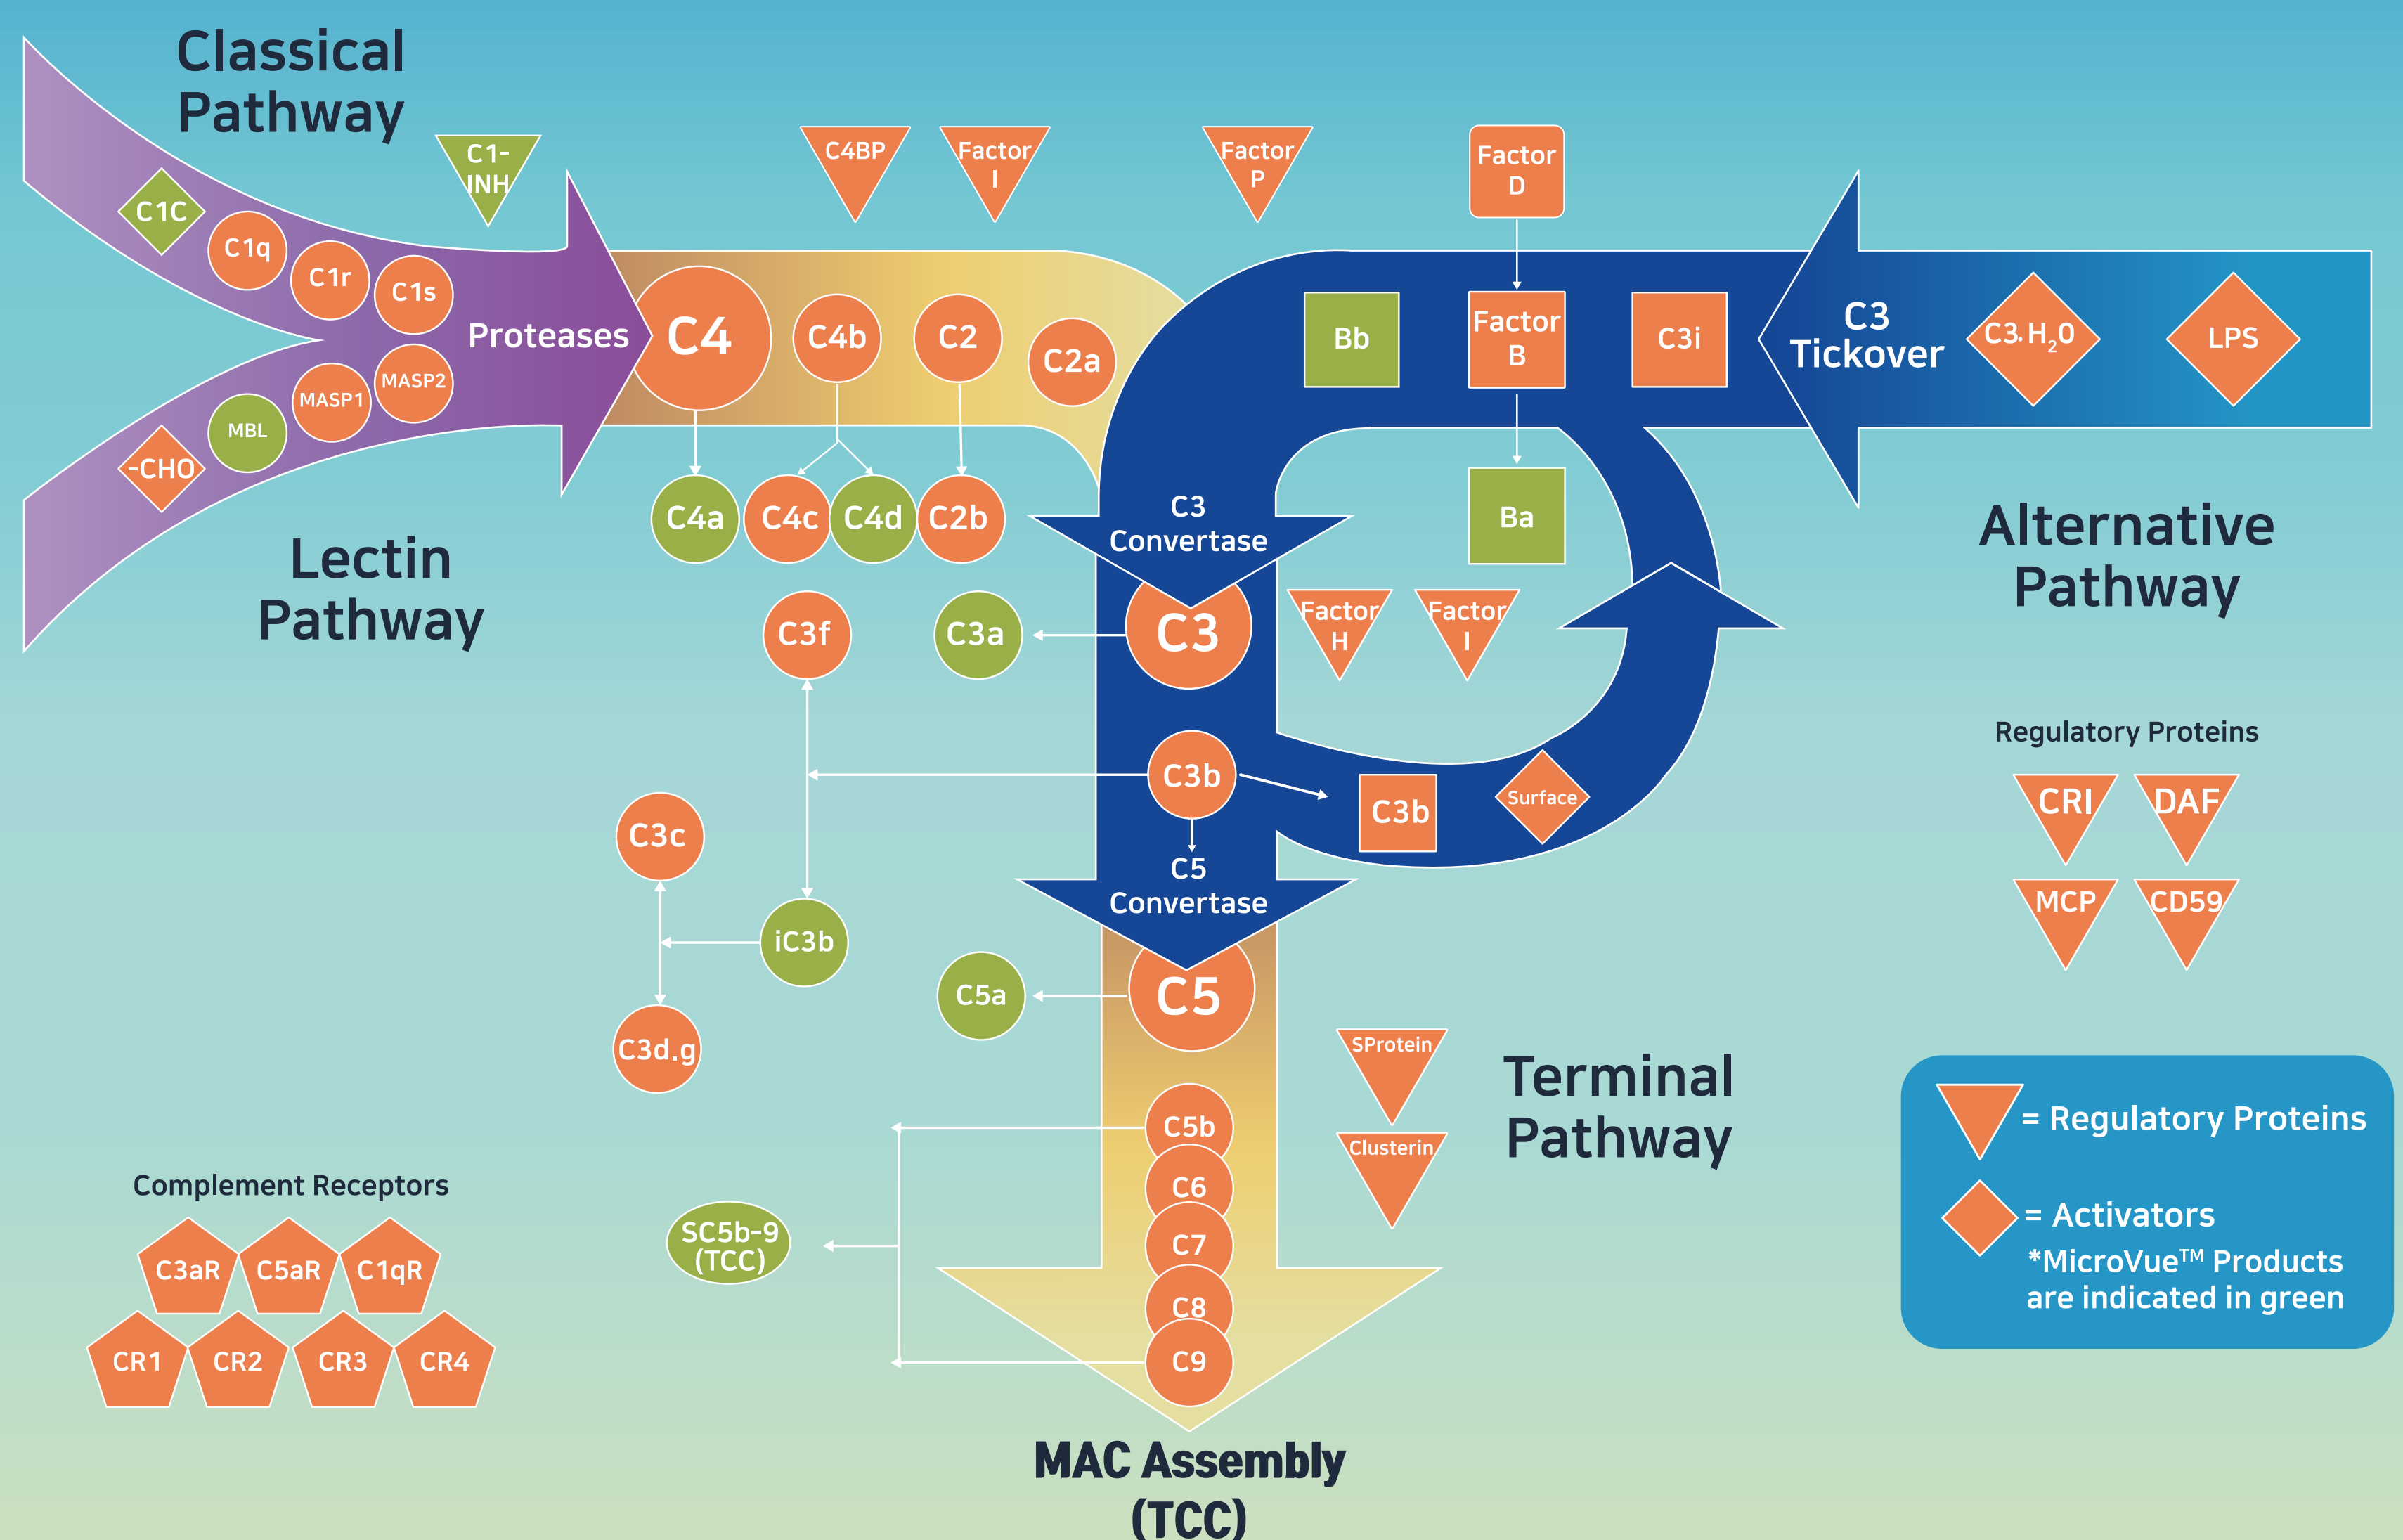 Classical
Pathway
C1-
INH
C4BP
Factor
I
Factor
P
Factor
D
C1C
C1q
C1r
C1s
Proteases
C4
C4b
C2
C2a
Bb
Factor
B
C3i
C3
Tickover
C3·H₂0
LPS
MASP2
MASP1
MBL
-CHO
Lectin
Pathway
C4a
C4c
C4d
C2b
C3
Convertase
Ba
Alternative
Pathway
C3f
C3a
C3
Factor
H
Factor
I
C3b
C3b
Surface
C3c
C5
Convertase
iC3b
C5a
C5
C3d.g
Regulatory Proteins
CRI
DAF
MCP
CD59
SProtein
Clusterin
Terminal
Pathway
C5b
C6
C7
C8
C9
SC5b-9
(TCC)
Complement Receptors
C3aR
C5aR
C1qR
CR1
CR2
CR3
CR4
= Regulatory Proteins
= Activators
*MicroVue™ Products
are indicated in green
MAC Assembly
(TCC)